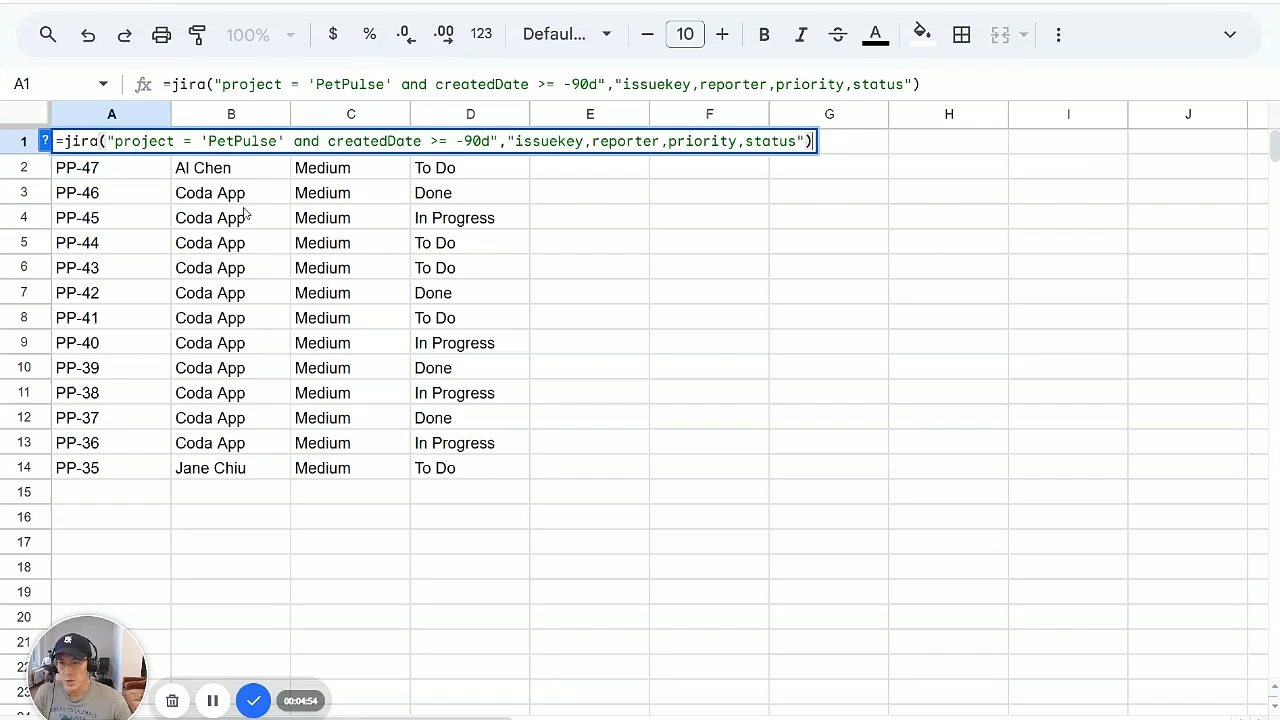 100% $ % .0 .00 123 Defaul... 10 B I A
A1 fx =jira("project = 'PetPulse' and createdDate >= -90d","issuekey,reporter,priority,status")
A B C D E F G H I J
1 ? =jira("project = 'PetPulse' and createdDate >= -90d","issuekey,reporter,priority,status")
2 PP-47 Al Chen Medium To Do
3 PP-46 Coda App Medium Done
4 PP-45 Coda App Medium In Progress
5 PP-44 Coda App Medium To Do
6 PP-43 Coda App Medium To Do
7 PP-42 Coda App Medium Done
8 PP-41 Coda App Medium To Do
9 PP-40 Coda App Medium In Progress
10 PP-39 Coda App Medium Done
11 PP-38 Coda App Medium In Progress
12 PP-37 Coda App Medium Done
13 PP-36 Coda App Medium In Progress
14 PP-35 Jane Chiu Medium To Do
15
16
17
18
19
20
21
22
23
00:04:54